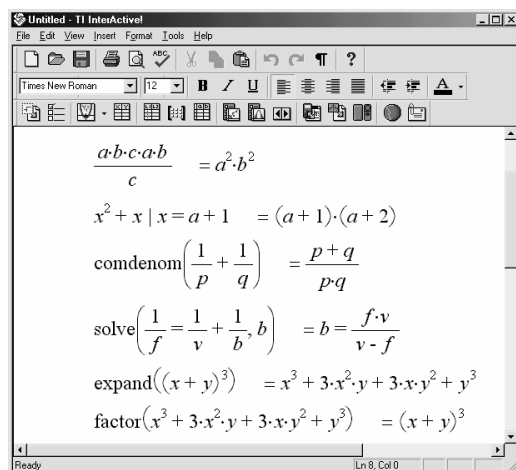 Untitled - TI InterActive!
File Edit View Insert Format Tools Help
ABC ¶ ?
Times New Roman 12 B I U A
a·b·c·a·b/c = a²·b²
x² + x | x = a + 1 = (a + 1)·(a + 2)
comdenom(1/p + 1/q) = p + q/p·q
solve(1/f = 1/v + 1/b, b) = b = f·v/v - f
expand((x + y)³) = x³ + 3·x²·y + 3·x·y² + y³
factor(x³ + 3·x²·y + 3·x·y² + y³) = (x + y)³
Ready Ln 8, Col 0